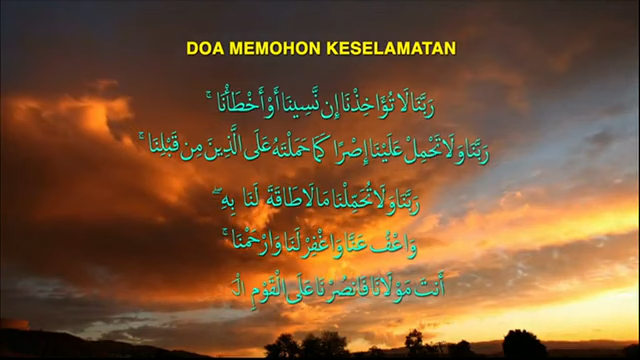 DOA MEMOHON KESELAMATAN
رَبَّنَا لَا تُؤَاخِذْنَا إِن نَّسِينَا أَوْ أَخْطَأْنَا ۚ
رَبَّنَا وَلَا تَحْمِلْ عَلَيْنَا إِصْرًا كَمَا حَمَلْتَهُ عَلَى الَّذِينَ مِن قَبْلِنَا ۚ
رَبَّنَا وَلَا تُحَمِّلْنَا مَا لَا طَاقَةَ لَنَا بِهِ ۖ
وَاعْفُ عَنَّا وَاغْفِرْ لَنَا وَارْحَمْنَا ۚ
أَنتَ مَوْلَانَا فَانصُرْنَا عَلَى الْقَوْمِ